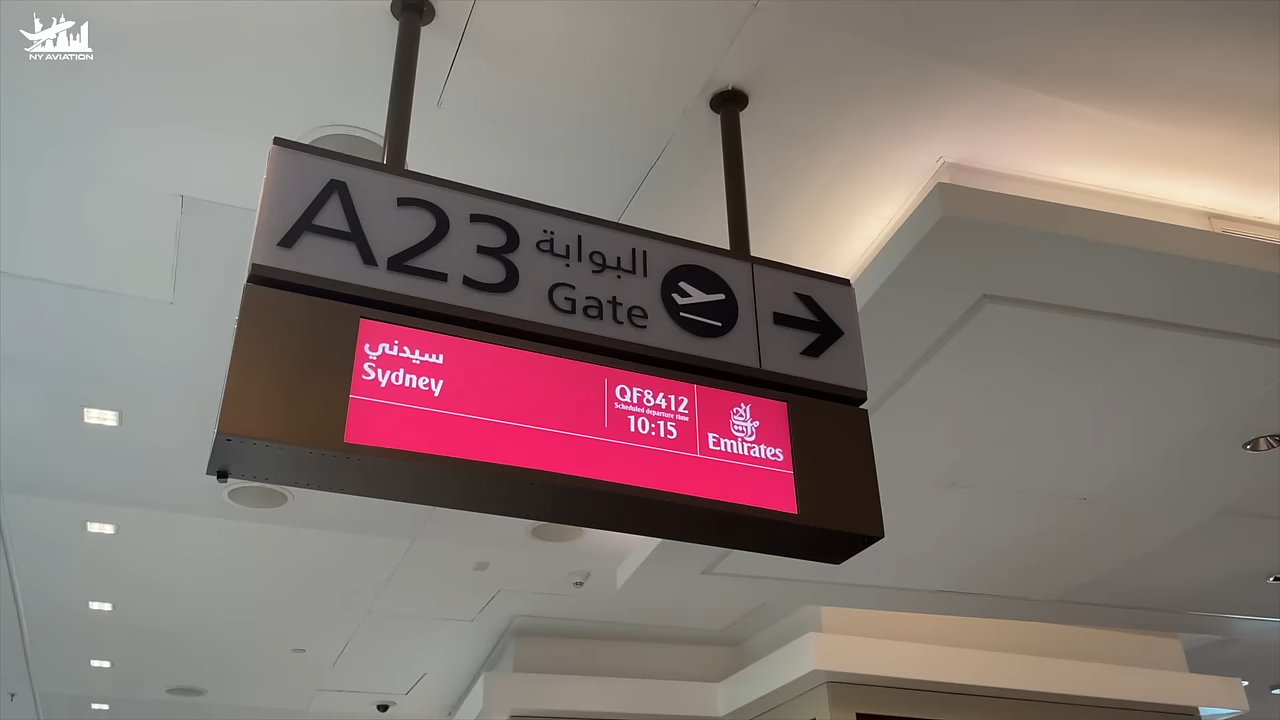 NY AVIATION
A23
البوابة
Gate
سيدني
Sydney
QF8412
Scheduled departure time
10:15
Emirates